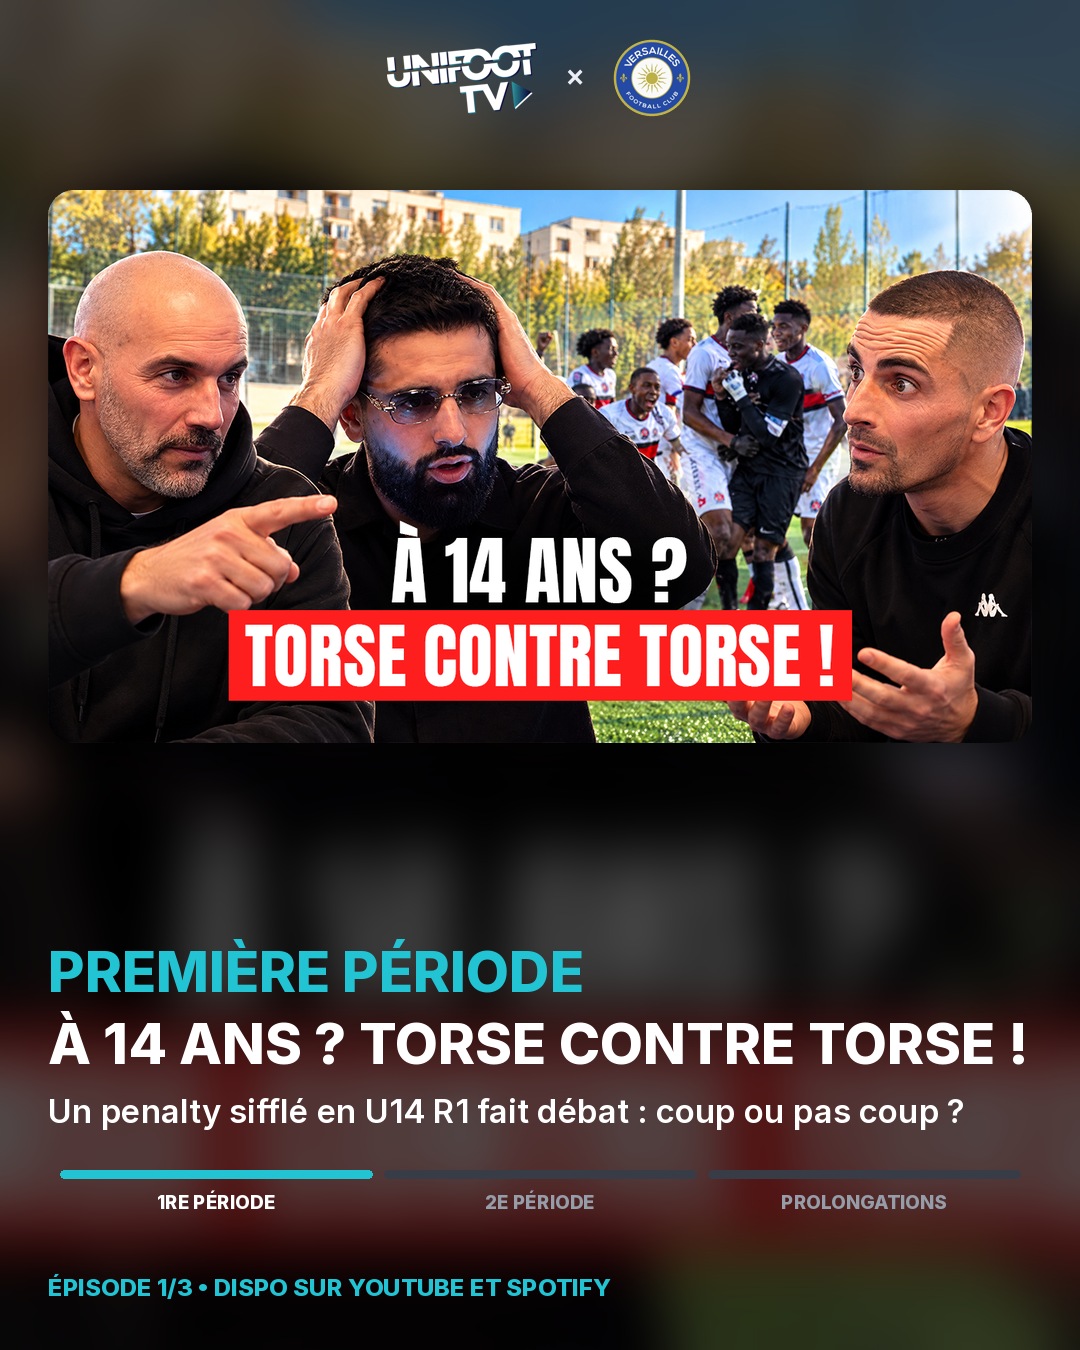 UNIFOOT
TV
×
VERSAILLES
FOOTBALL CLUB
À 14 ANS ?
TORSE CONTRE TORSE !
PREMIÈRE PÉRIODE
À 14 ANS ? TORSE CONTRE TORSE !
Un penalty sifflé en U14 R1 fait débat : coup ou pas coup ?
1RE PÉRIODE
2E PÉRIODE
PROLONGATIONS
ÉPISODE 1/3 • DISPO SUR YOUTUBE ET SPOTIFY